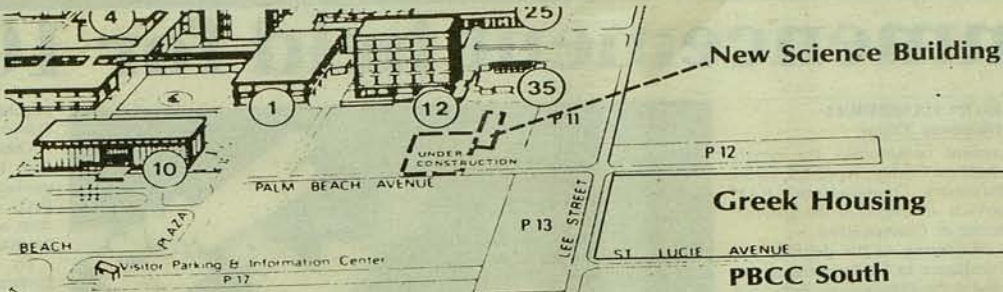 4
25
New Science Building
1
12
35
P 11
UNDER
CONSTRUCTION
P 12
10
PALM BEACH AVENUE
Greek Housing
P 13
LEE STREET
BEACH
PLAZA
ST LUCIE AVENUE
Visitor Parking & Information Center
P 17
PBCC South